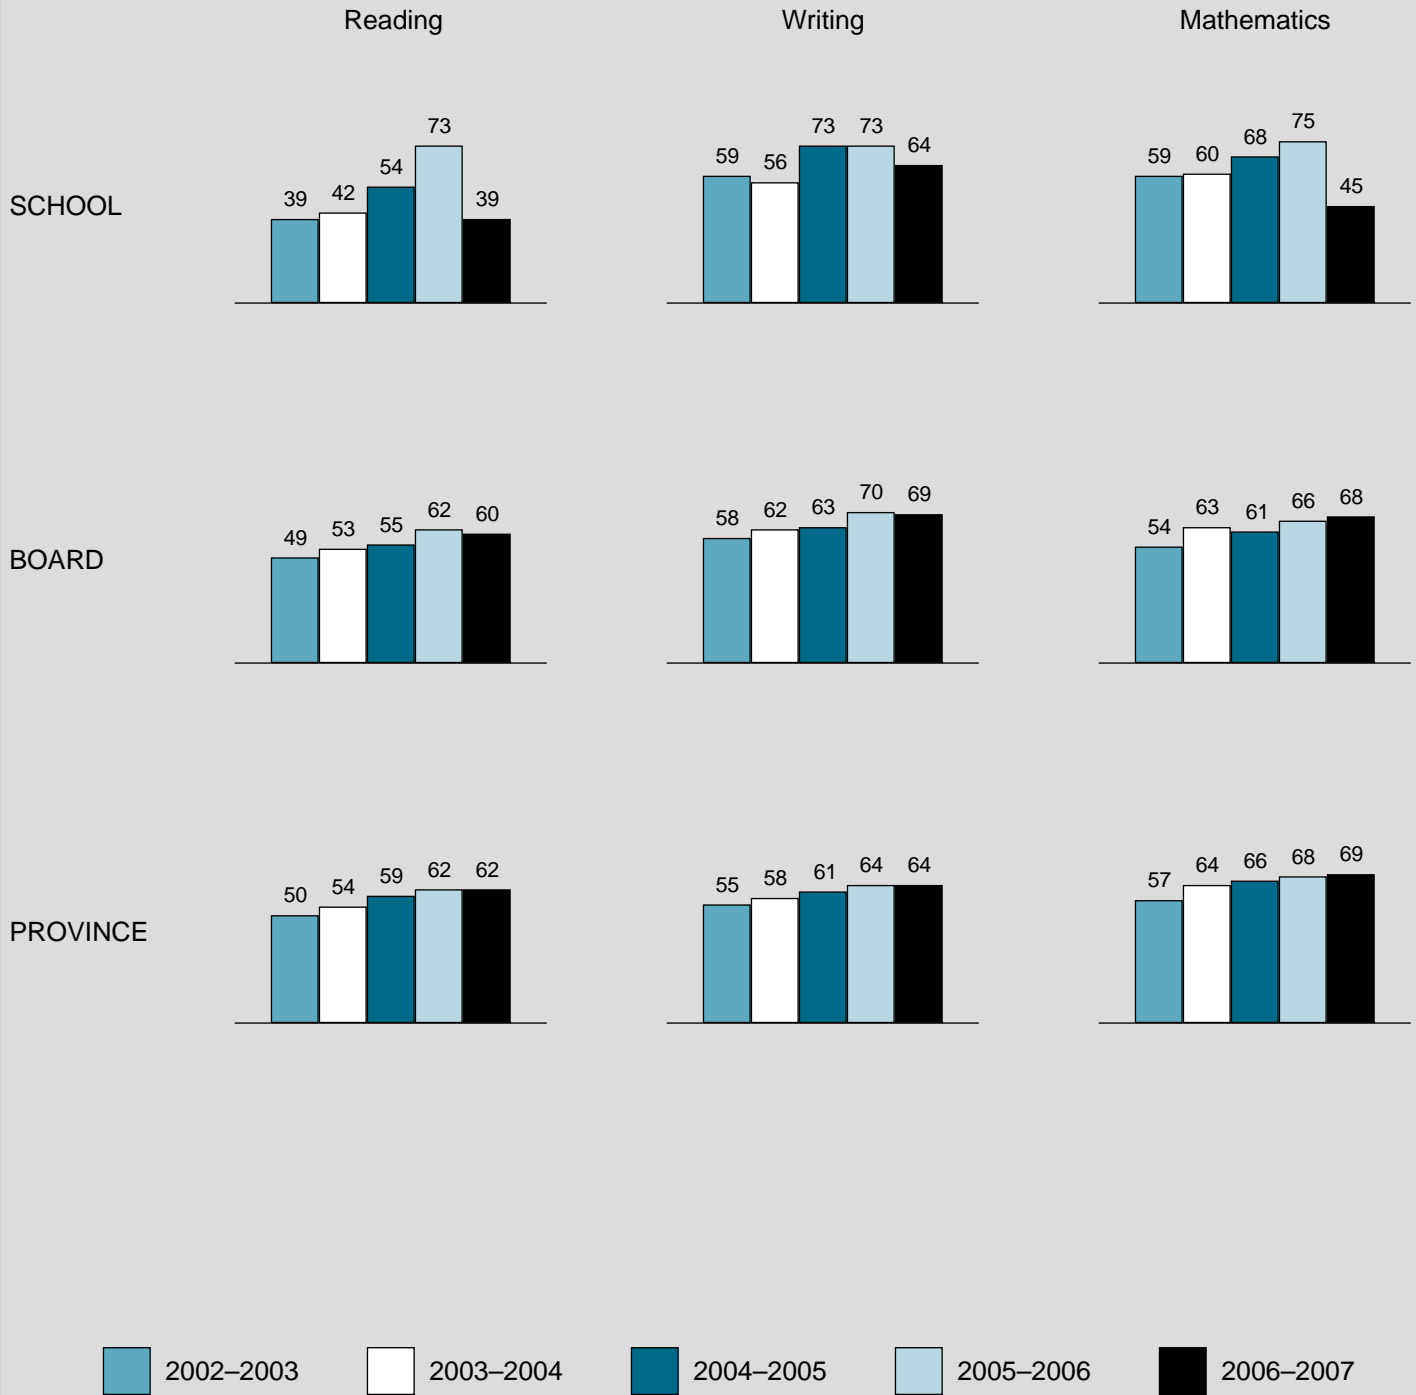 Reading Writing Mathematics
SCHOOL
39 42 54 73 39
59 56 73 73 64
59 60 68 75 45
BOARD
49 53 55 62 60
58 62 63 70 69
54 63 61 66 68
PROVINCE
50 54 59 62 62
55 58 61 64 64
57 64 66 68 69
2002–2003 2003–2004 2004–2005 2005–2006 2006–2007